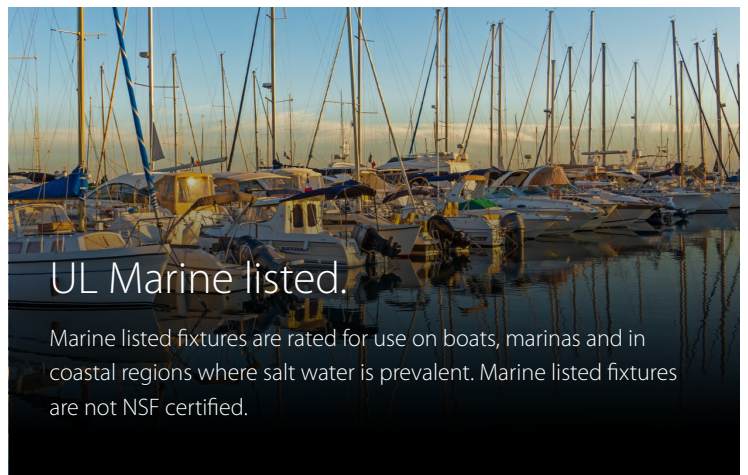 UL Marine listed.
Marine listed fixtures are rated for use on boats, marinas and in
coastal regions where salt water is prevalent. Marine listed fixtures
are not NSF certified.